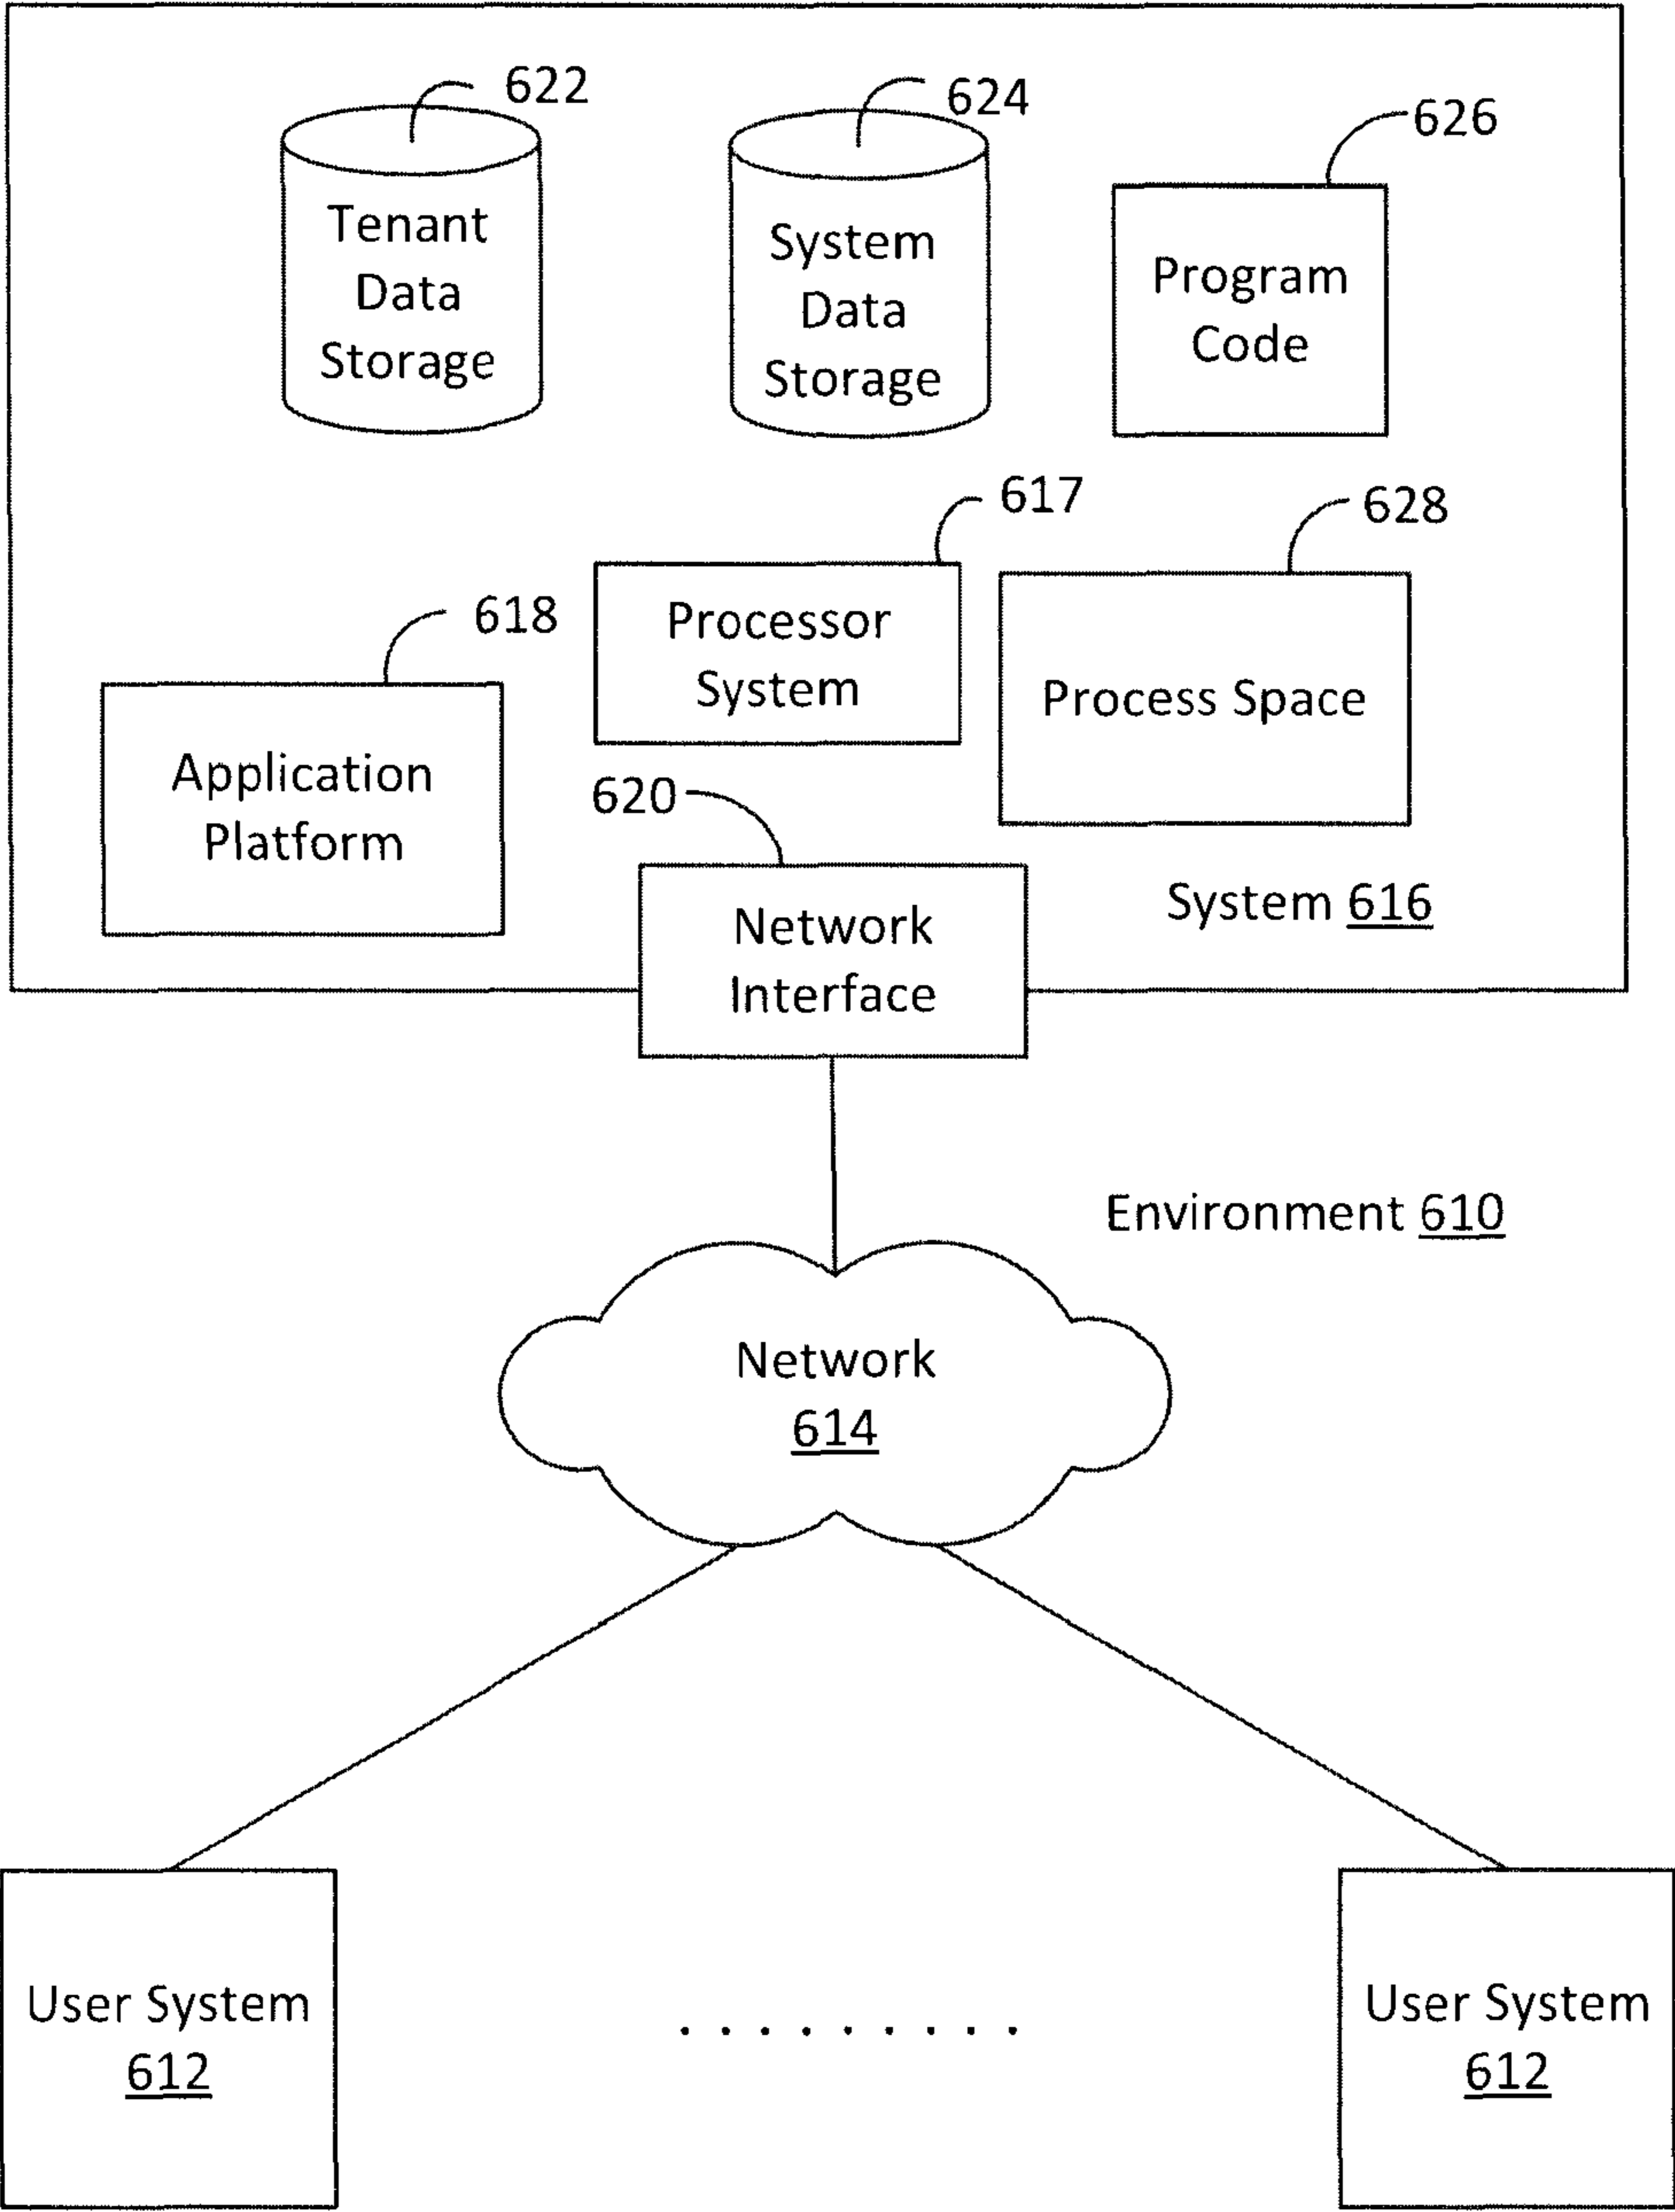 622
624
626
Tenant
Data
Storage
System
Data
Storage
Program
Code
617
628
618
Processor
System
Process Space
Application
Platform
620
Network
Interface
System 616
Environment 610
Network
614
User System
612
.........
User System
612